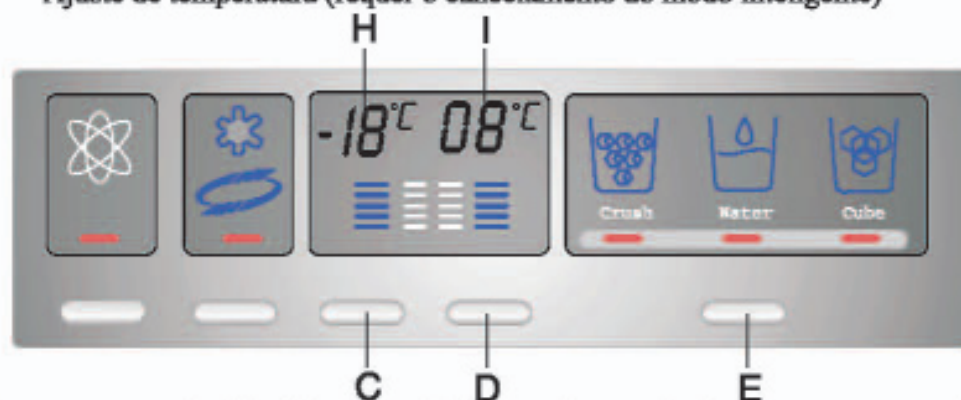 Ajuste de temperatura (requer o cancelamento do modo inteligente)
H I
-18°C 08°C
Crush Water Cube
C D E